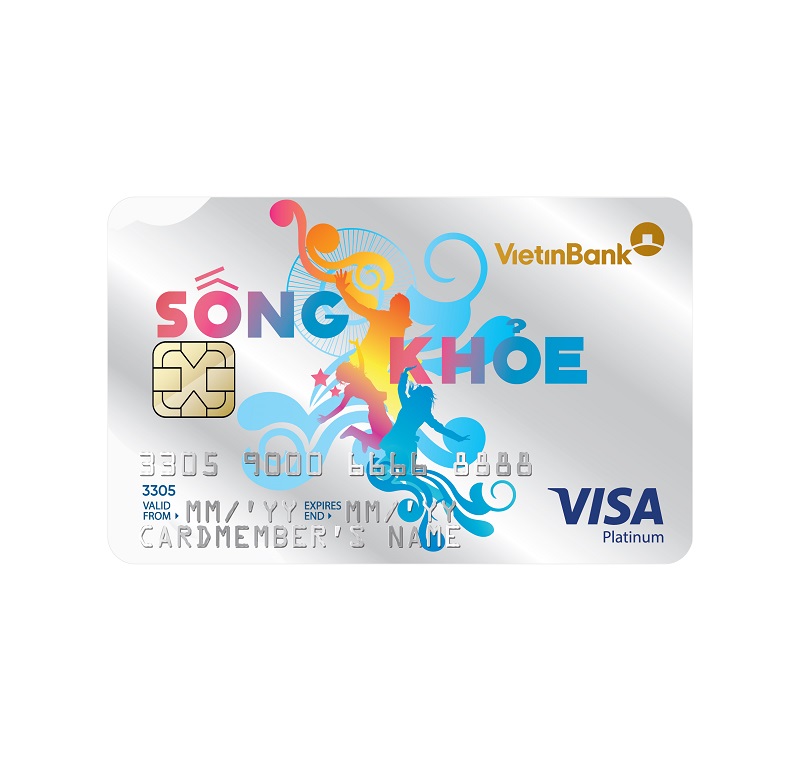 VietinBank
SỐNG
KHỎE
3305 9000 6666 8888
3305
VALID FROM MM/'YY EXPIRES END MM/'YY
CARDMEMBER'S NAME
VISA
Platinum